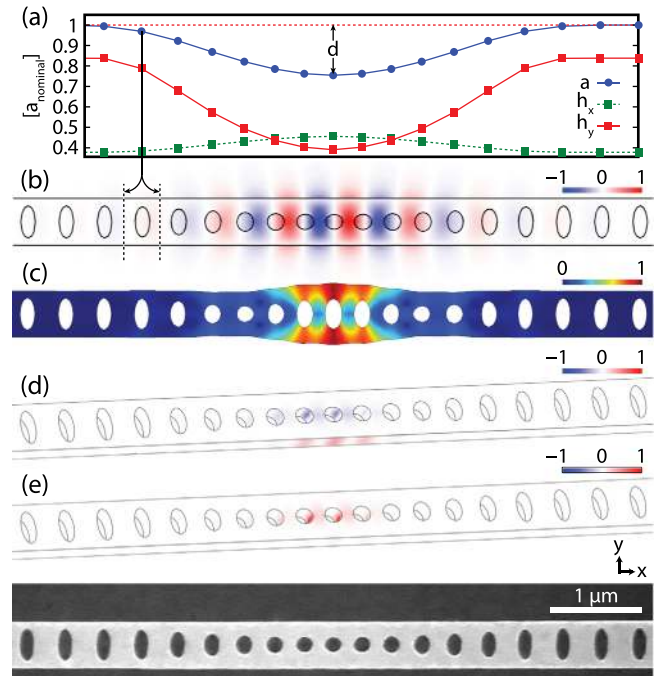 (a)
1
0.9
0.8
0.7
0.6
0.5
0.4
[a_nominal]
d
a
h_x
h_y
(b)
−1 0 1
(c)
0 1
(d)
−1 0 1
(e)
−1 0 1
y
x
1 μm